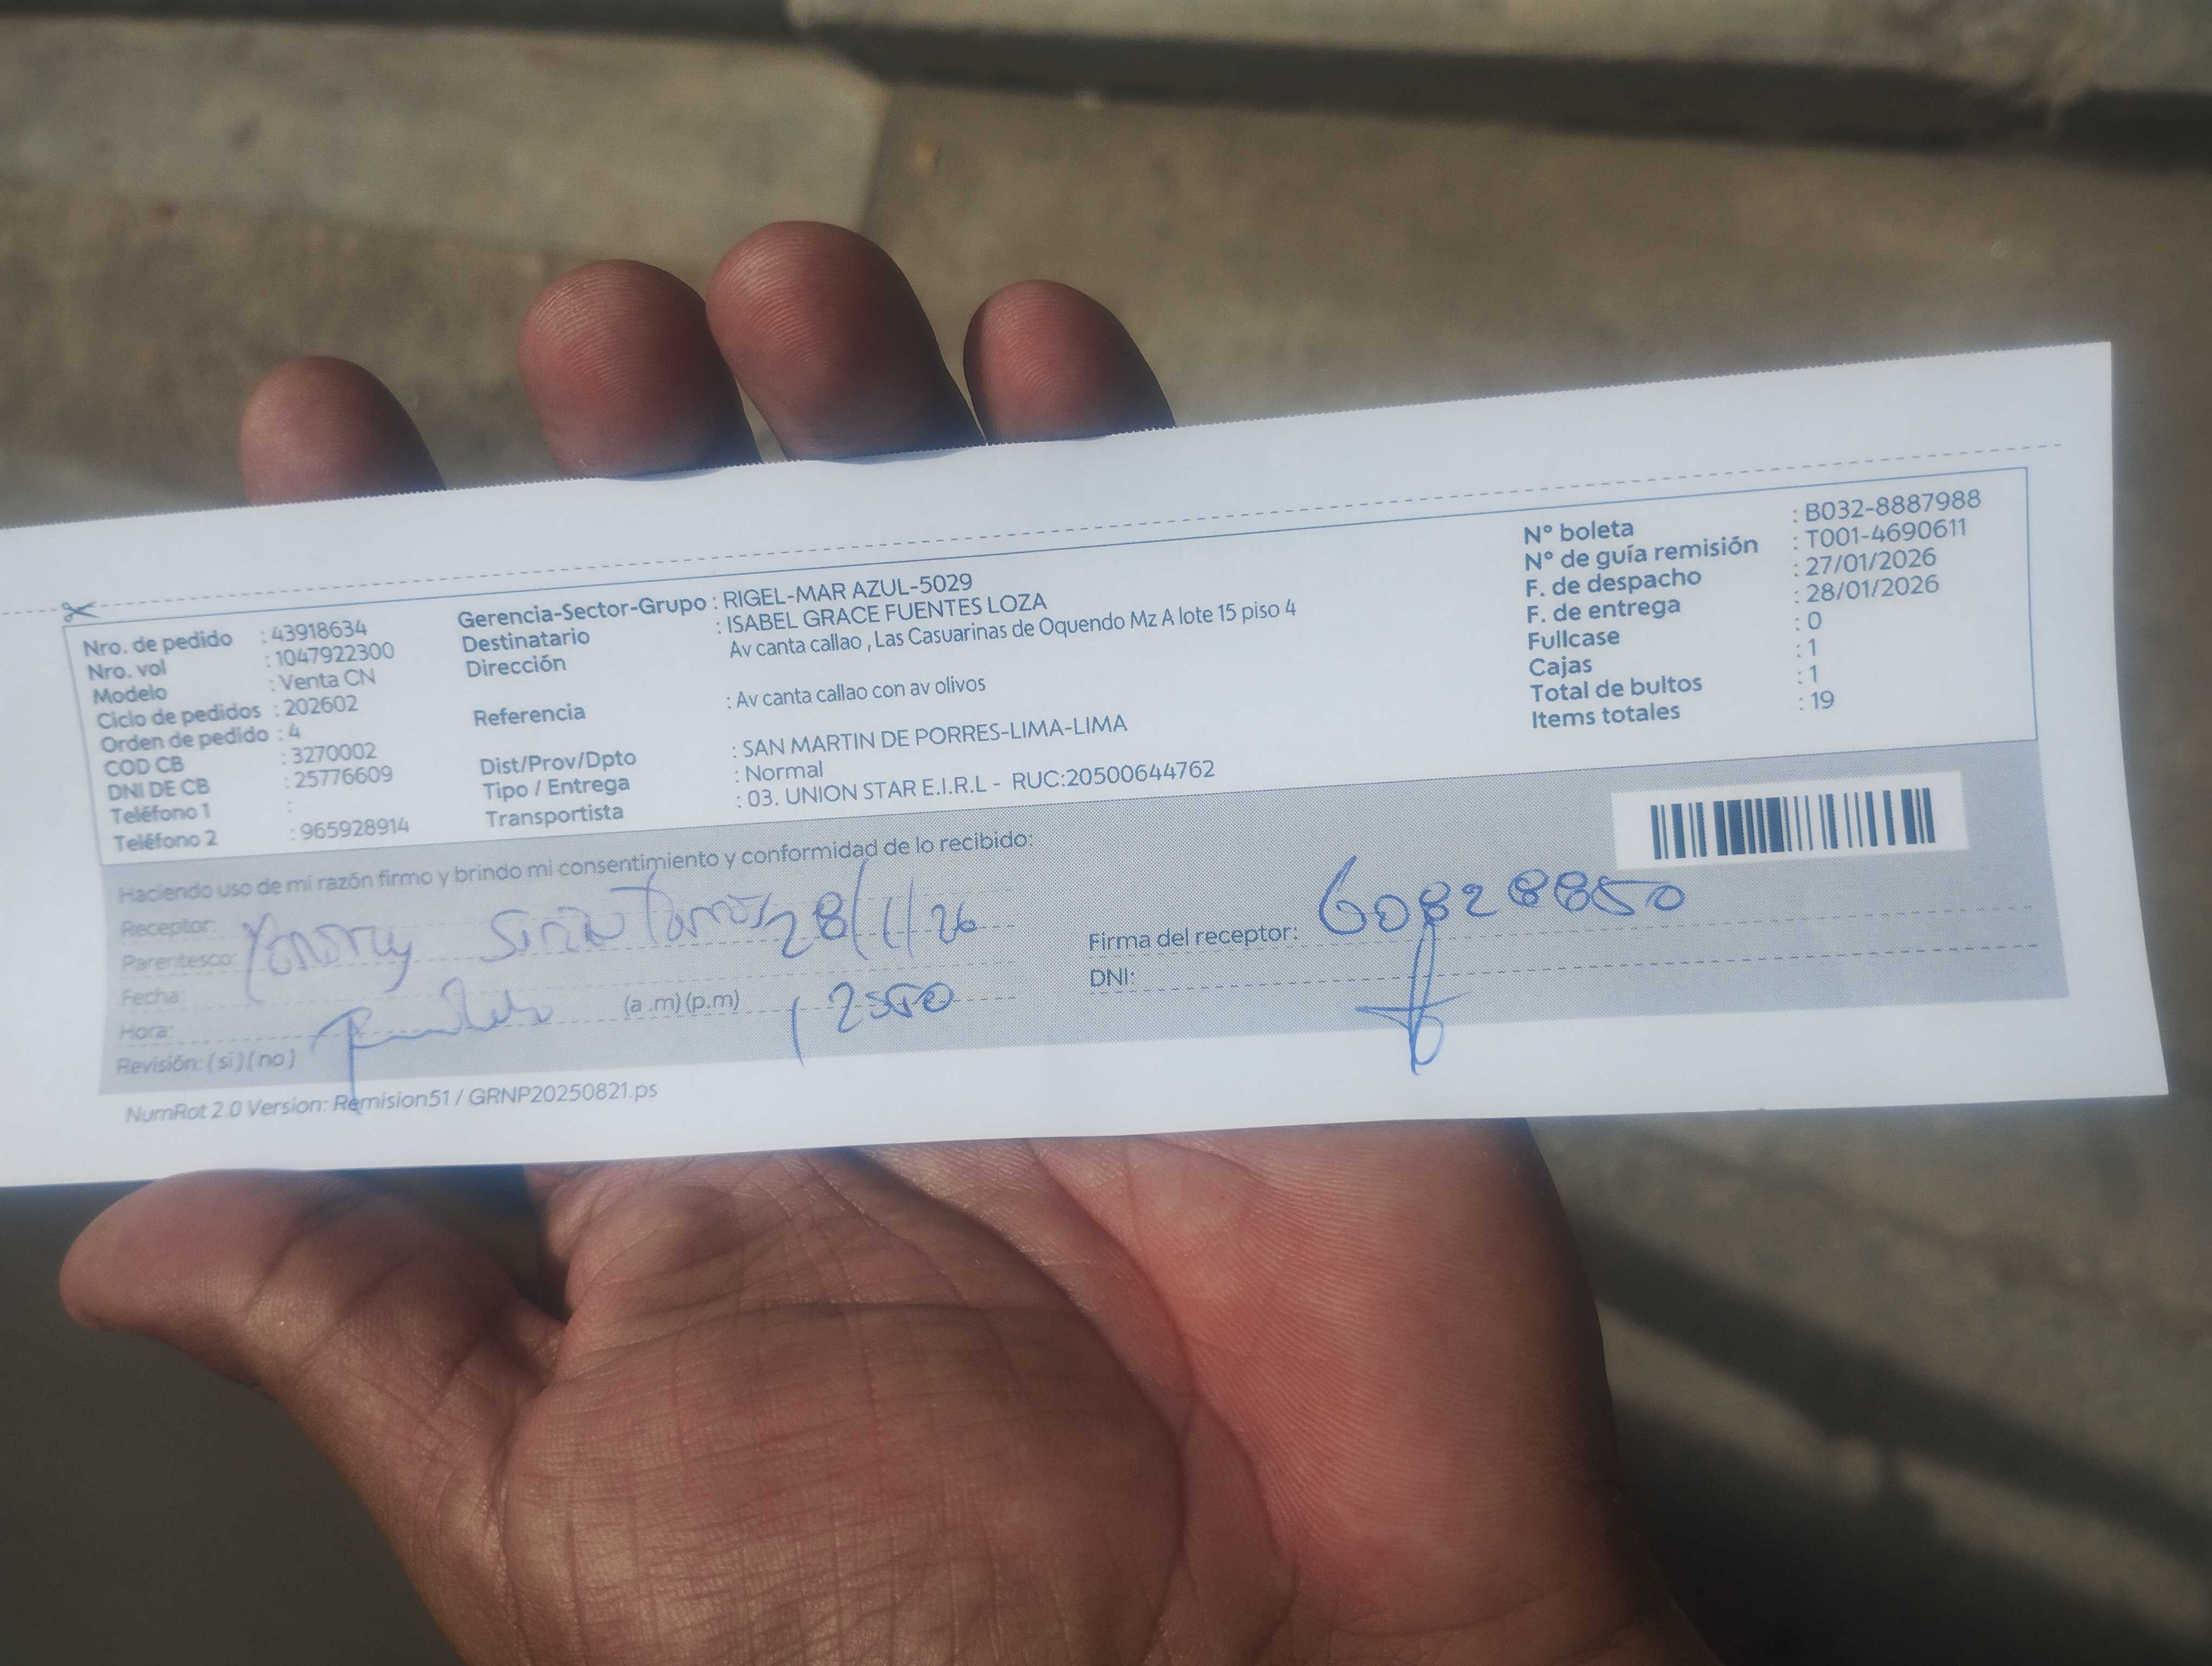 Nro. de pedido : 43918634
Nro. vol : 1047922300
Modelo : Venta CN
Ciclo de pedidos : 202602
Orden de pedido : 4
COD CB : 3270002
DNI DE CB : 25776609
Teléfono 1 :
Teléfono 2 : 965928914
Gerencia-Sector-Grupo : RIGEL-MAR AZUL-5029
Destinatario : ISABEL GRACE FUENTES LOZA
Dirección Av canta callao , Las Casuarinas de Oquendo Mz A lote 15 piso 4
Referencia : Av canta callao con av olivos
Dist/Prov/Dpto : SAN MARTIN DE PORRES-LIMA-LIMA
Tipo / Entrega : Normal
Transportista : 03. UNION STAR E.I.R.L - RUC:20500644762
N° boleta : B032-8887988
N° de guía remisión : T001-4690611
F. de despacho : 27/01/2026
F. de entrega : 28/01/2026
Fullcase : 0
Cajas : 1
Total de bultos : 1
Items totales : 19
Haciendo uso de mi razón firmo y brindo mi consentimiento y conformidad de lo recibido:
Receptor:
Parentesco:
28/1/26
Fecha:
Hora: (a .m) (p.m)
Revisión: ( si ) ( no )
Firma del receptor: 60828850
DNI:
NumRot 2.0 Version: Remision51 / GRNP20250821.ps